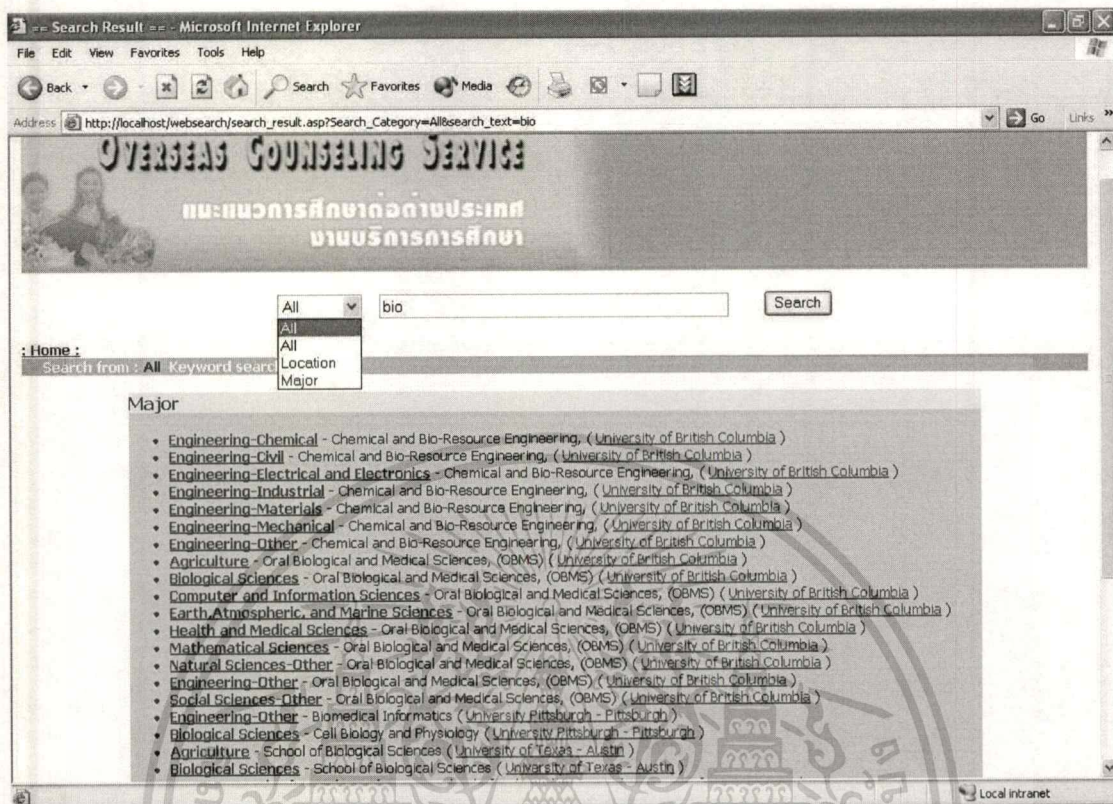 == Search Result == - Microsoft Internet Explorer
File Edit View Favorites Tools Help
Back Search Favorites Media
Address http://localhost/websearch/search_result.asp?Search_Category=All&search_text=bio Go Links »
OVERSEAS COUNSELING SERVICE
แนะแนวการศึกษาต่อต่างประเทศ
งานบริการการศึกษา
All bio Search
All
All
Location
Major
: Home :
Search from : All Keyword searc
Major
• Engineering-Chemical - Chemical and Bio-Resource Engineering, ( University of British Columbia )
• Engineering-Civil - Chemical and Bio-Resource Engineering, ( University of British Columbia )
• Engineering-Electrical and Electronics - Chemical and Bio-Resource Engineering, ( University of British Columbia )
• Engineering-Industrial - Chemical and Bio-Resource Engineering, ( University of British Columbia )
• Engineering-Materials - Chemical and Bio-Resource Engineering, ( University of British Columbia )
• Engineering-Mechanical - Chemical and Bio-Resource Engineering, ( University of British Columbia )
• Engineering-Other - Chemical and Bio-Resource Engineering, ( University of British Columbia )
• Agriculture - Oral Biological and Medical Sciences, (OBMS) ( University of British Columbia )
• Biological Sciences - Oral Biological and Medical Sciences, (OBMS) ( University of British Columbia )
• Computer and Information Sciences - Oral Biological and Medical Sciences, (OBMS) ( University of British Columbia )
• Earth,Atmospheric, and Marine Sciences - Oral Biological and Medical Sciences, (OBMS) ( University of British Columbia )
• Health and Medical Sciences - Oral Biological and Medical Sciences, (OBMS) ( University of British Columbia )
• Mathematical Sciences - Oral Biological and Medical Sciences, (OBMS) ( University of British Columbia )
• Natural Sciences-Other - Oral Biological and Medical Sciences, (OBMS) ( University of British Columbia )
• Engineering-Other - Oral Biological and Medical Sciences, (OBMS) ( University of British Columbia )
• Social Sciences-Other - Oral Biological and Medical Sciences, (OBMS) ( University of British Columbia )
• Engineering-Other - Biomedical Informatics ( University Pittsburgh - Pittsburgh )
• Biological Sciences - Cell Biology and Physiology ( University Pittsburgh - Pittsburgh )
• Agriculture - School of Biological Sciences ( University of Texas - Austin )
• Biological Sciences - School of Biological Sciences ( University of Texas - Austin )
Local intranet